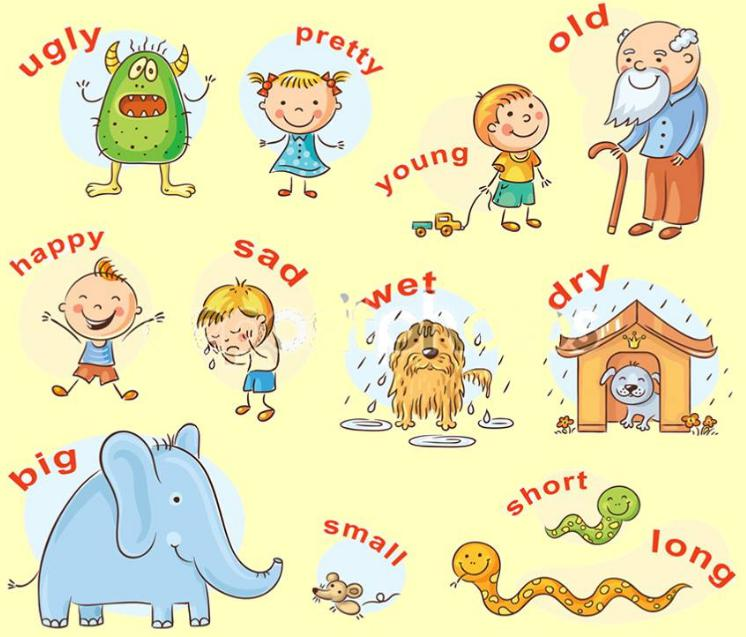 ugly
pretty
old
young
happy
sad
wet
dry
big
small
short
long